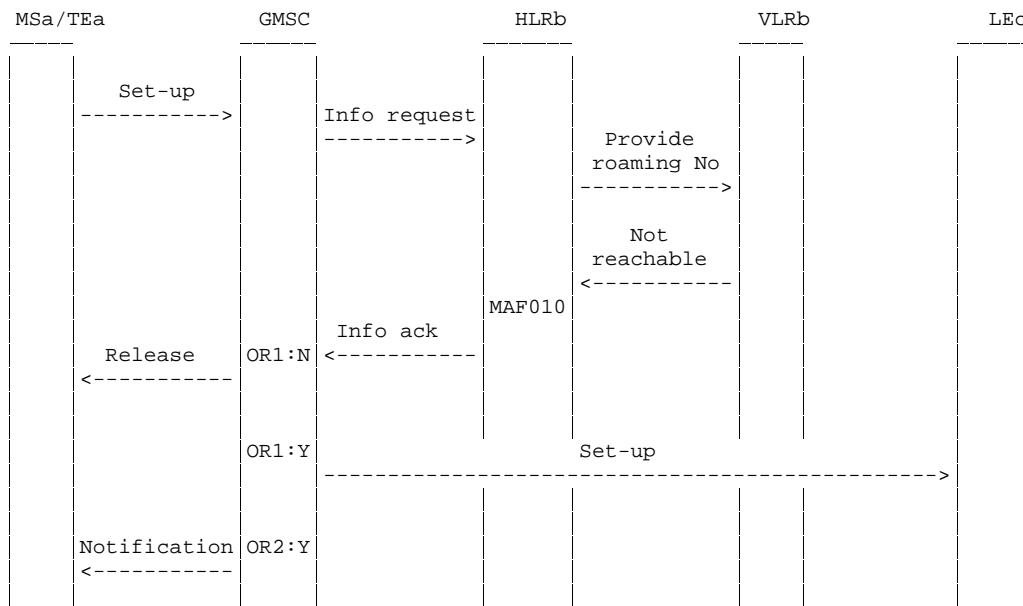 MSa/TEa GMSC HLRb VLRb LEc
Set-up
Info request
Provide
roaming No
Not
reachable
MAF010
Info ack
Release OR1:N
OR1:Y Set-up
Notification OR2:Y